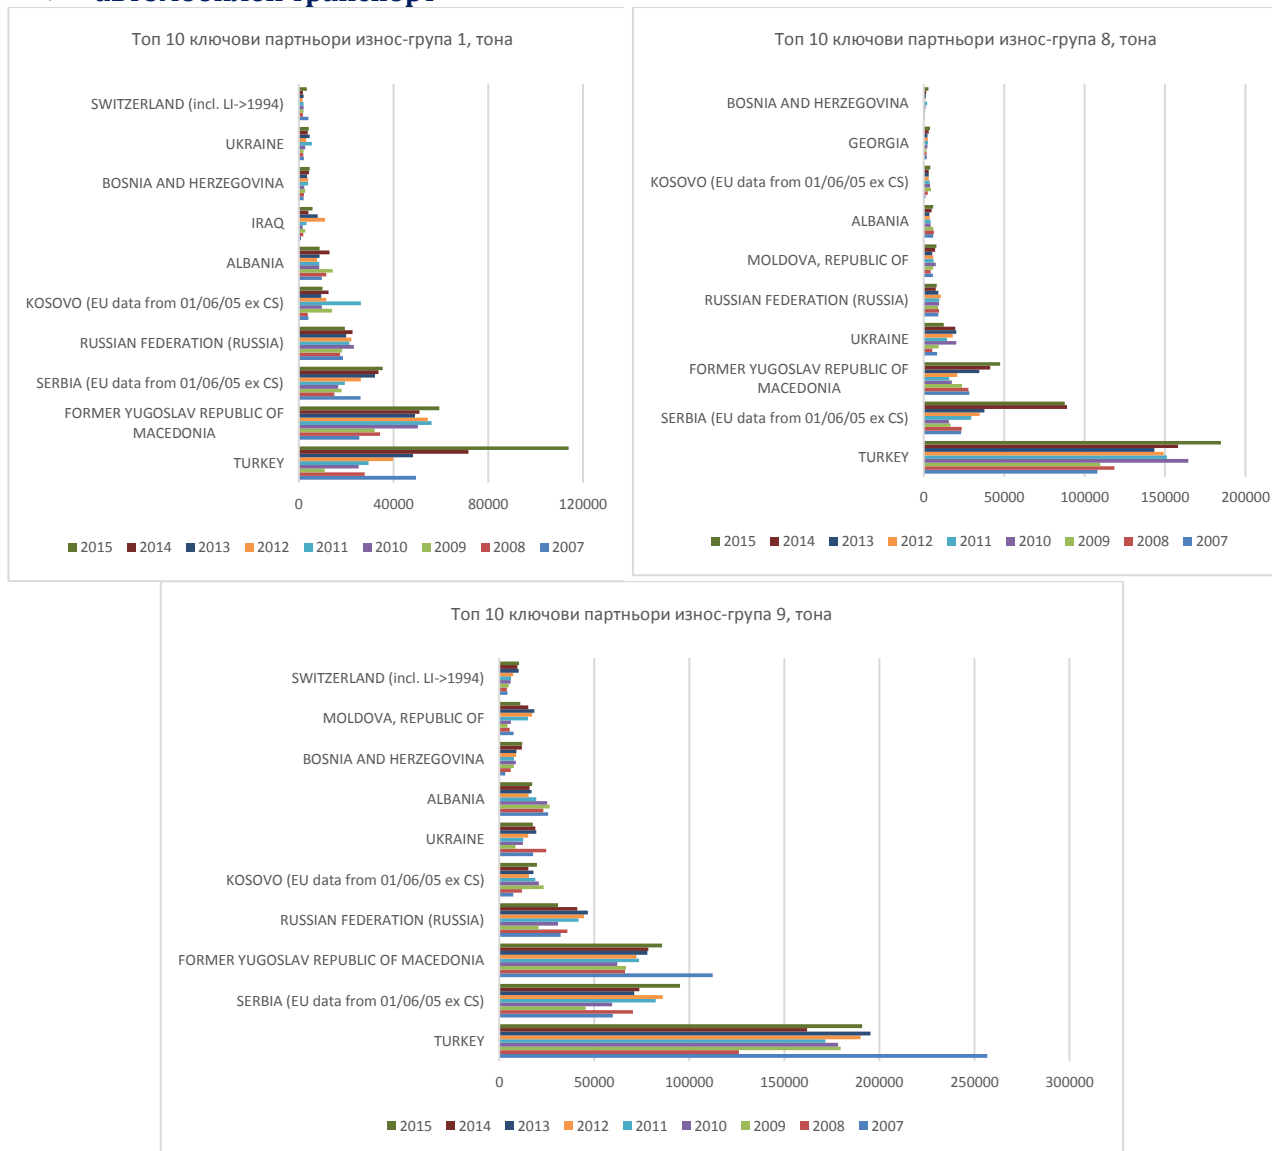 автомобилен транспорт
Топ 10 ключови партньори износ-група 1, тона
SWITZERLAND (incl. LI->1994)
UKRAINE
BOSNIA AND HERZEGOVINA
IRAQ
ALBANIA
KOSOVO (EU data from 01/06/05 ex CS)
RUSSIAN FEDERATION (RUSSIA)
SERBIA (EU data from 01/06/05 ex CS)
FORMER YUGOSLAV REPUBLIC OF
MACEDONIA
TURKEY
0 40000 80000 120000
2015 2014 2013 2012 2011 2010 2009 2008 2007
Топ 10 ключови партньори износ-група 8, тона
BOSNIA AND HERZEGOVINA
GEORGIA
KOSOVO (EU data from 01/06/05 ex CS)
ALBANIA
MOLDOVA, REPUBLIC OF
RUSSIAN FEDERATION (RUSSIA)
UKRAINE
FORMER YUGOSLAV REPUBLIC OF
MACEDONIA
SERBIA (EU data from 01/06/05 ex CS)
TURKEY
0 50000 100000 150000 200000
2015 2014 2013 2012 2011 2010 2009 2008 2007
Топ 10 ключови партньори износ-група 9, тона
SWITZERLAND (incl. LI->1994)
MOLDOVA, REPUBLIC OF
BOSNIA AND HERZEGOVINA
ALBANIA
UKRAINE
KOSOVO (EU data from 01/06/05 ex CS)
RUSSIAN FEDERATION (RUSSIA)
FORMER YUGOSLAV REPUBLIC OF MACEDONIA
SERBIA (EU data from 01/06/05 ex CS)
TURKEY
0 50000 100000 150000 200000 250000 300000
2015 2014 2013 2012 2011 2010 2009 2008 2007